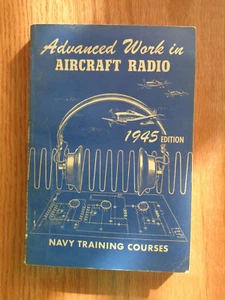 Advanced Work in
AIRCRAFT RADIO
1945 EDITION
NAVY TRAINING COURSES